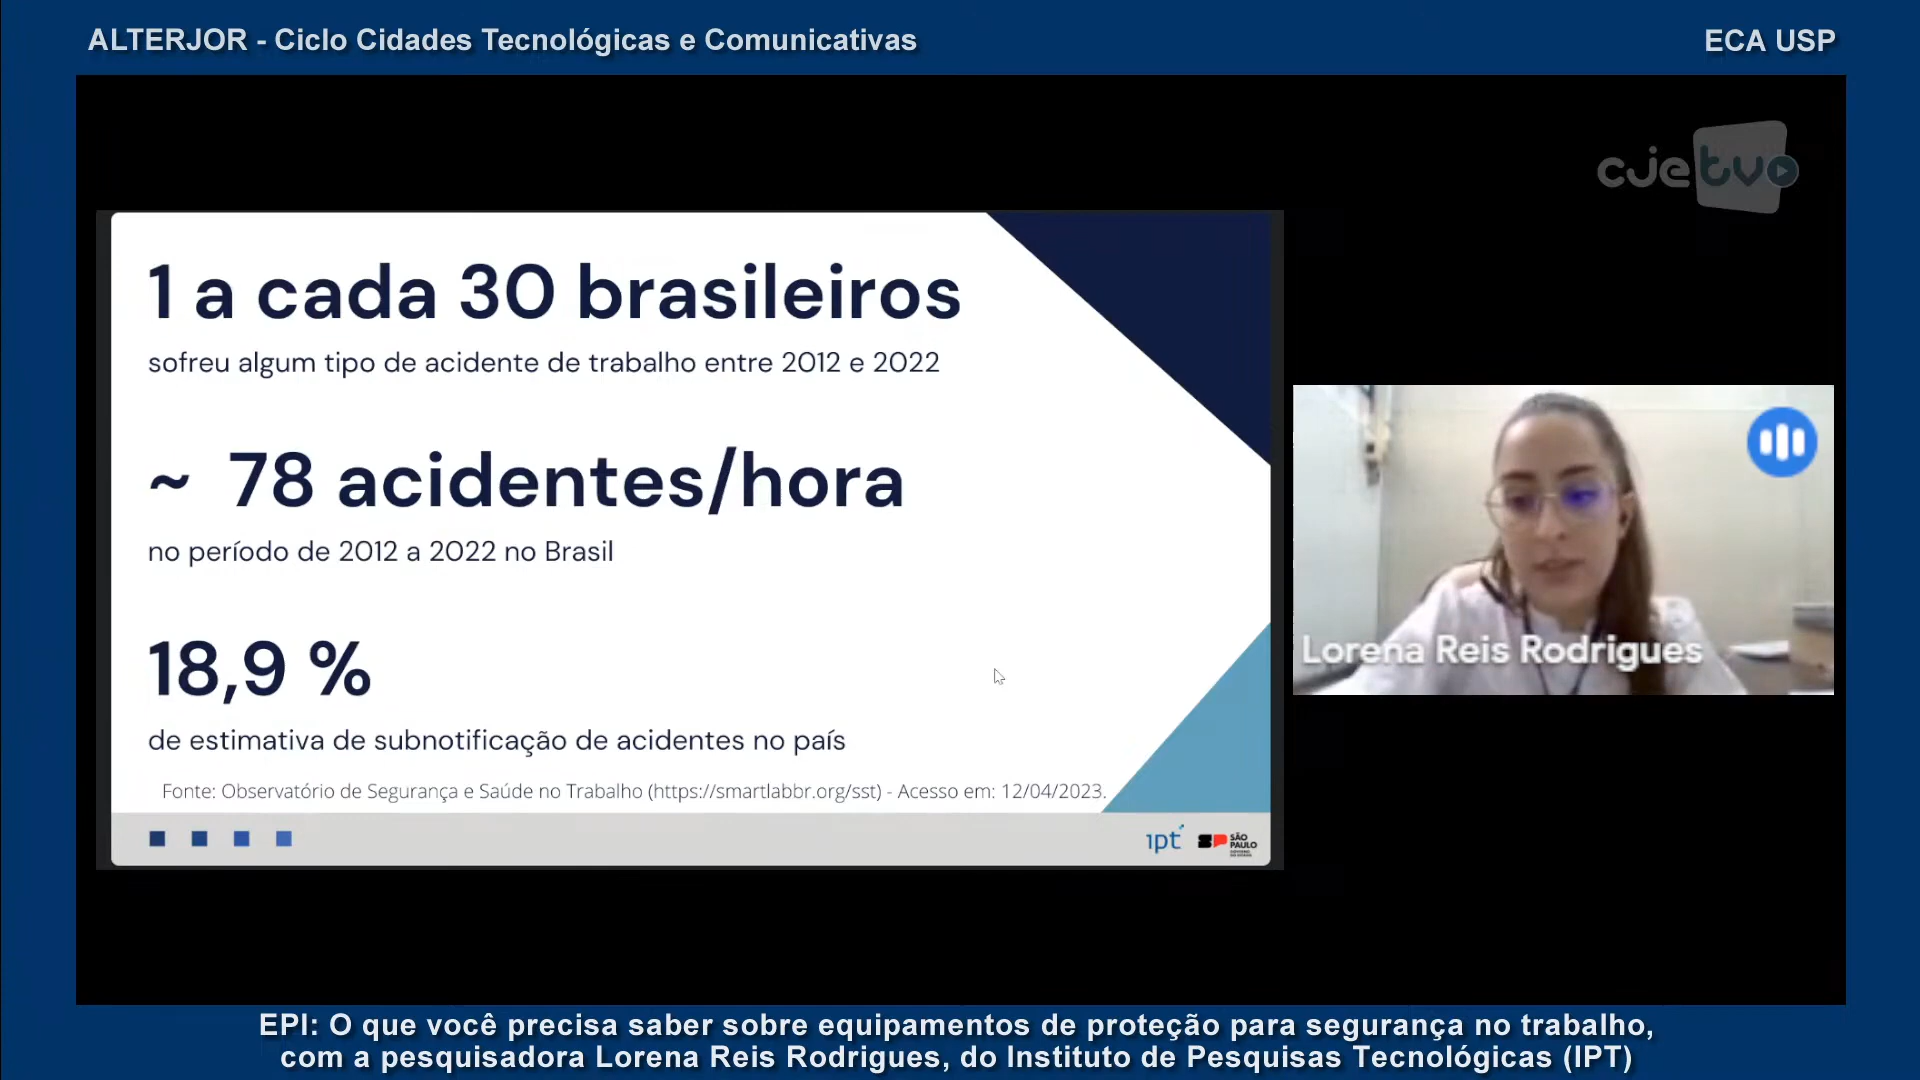 ALTERJOR - Ciclo Cidades Tecnológicas e Comunicativas
ECA USP
cje tv
1 a cada 30 brasileiros
sofreu algum tipo de acidente de trabalho entre 2012 e 2022
~ 78 acidentes/hora
no período de 2012 a 2022 no Brasil
18,9 %
de estimativa de subnotificação de acidentes no país
Fonte: Observatório de Segurança e Saúde no Trabalho (https://smartlabbr.org/sst) - Acesso em: 12/04/2023.
ipt
SP SÃO
PAULO
Lorena Reis Rodrigues
EPI: O que você precisa saber sobre equipamentos de proteção para segurança no trabalho,
com a pesquisadora Lorena Reis Rodrigues, do Instituto de Pesquisas Tecnológicas (IPT)